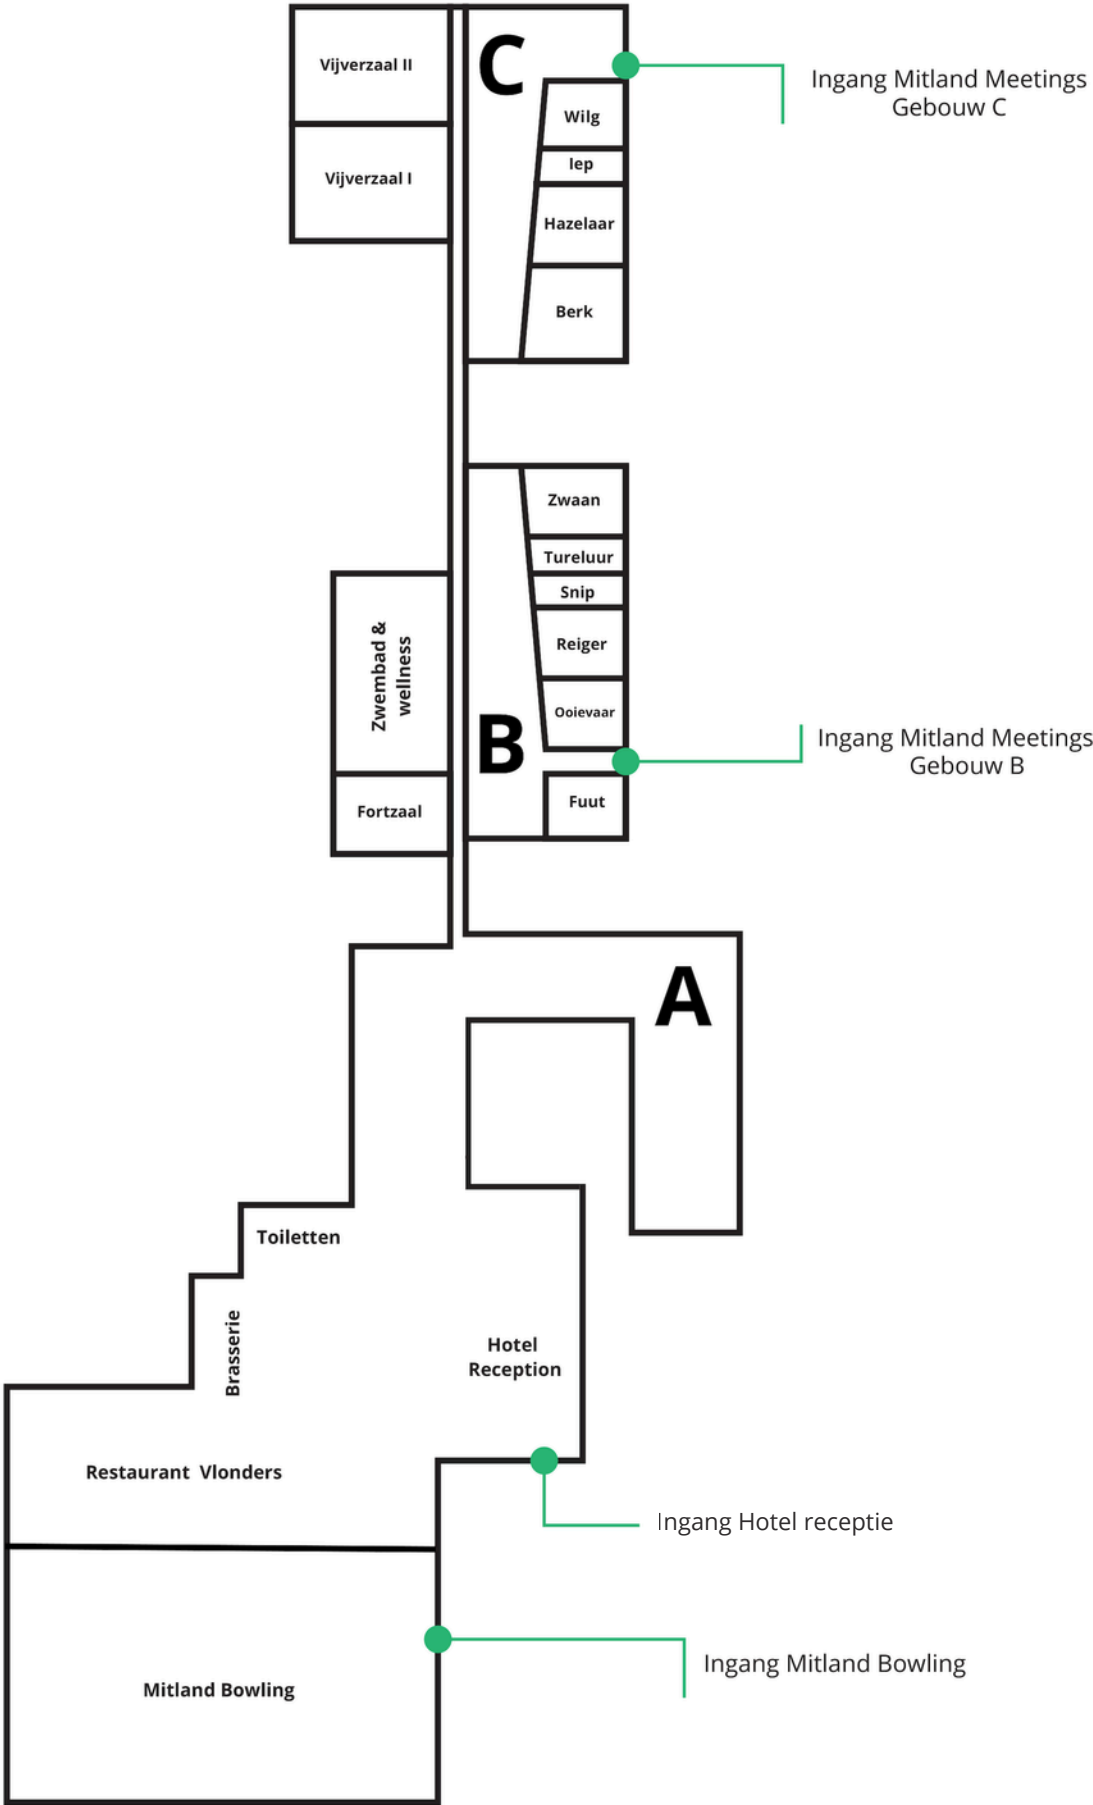 Vijverzaal II
C
Ingang Mitland Meetings
Gebouw C
Wilg
Iep
Vijverzaal I
Hazelaar
Berk
Zwaan
Tureluur
Snip
Zwembad &
wellness
Reiger
Ooievaar
B
Ingang Mitland Meetings
Gebouw B
Fortzaal
Fuut
A
Toiletten
Brasserie
Hotel
Reception
Restaurant Vlonders
Ingang Hotel receptie
Ingang Mitland Bowling
Mitland Bowling